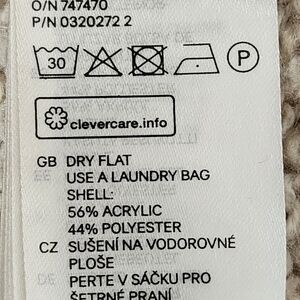 O/N 747470
P/N 0320272 2
30 P
clevercare.info
GB DRY FLAT
USE A LAUNDRY BAG
SHELL:
56% ACRYLIC
44% POLYESTER
CZ SUŠENÍ NA VODOROVNÉ
PLOŠE
PERTE V SÁČKU PRO
ŠETRNÉ PRANÍ